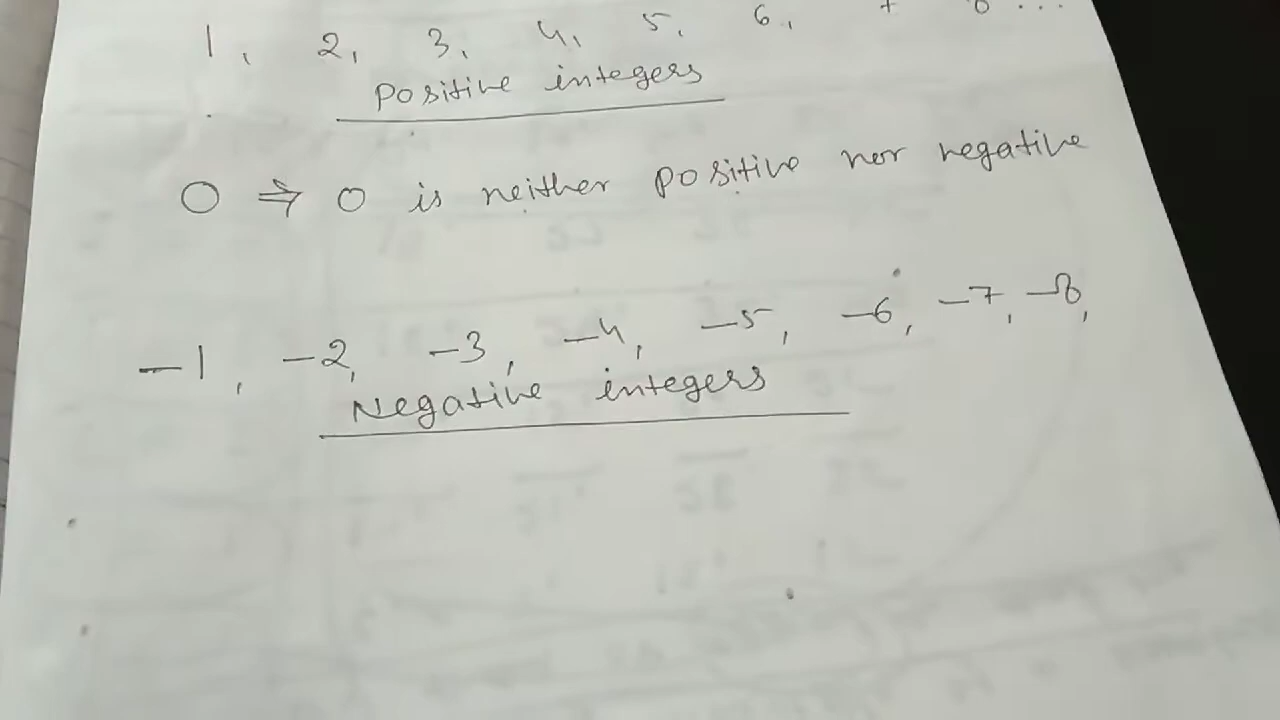 1, 2, 3, 4, 5, 6,
Positive integers
0 ⇒ 0 is neither positive nor negative
-1, -2, -3, -4, -5, -6, -7, -8,
Negative integers